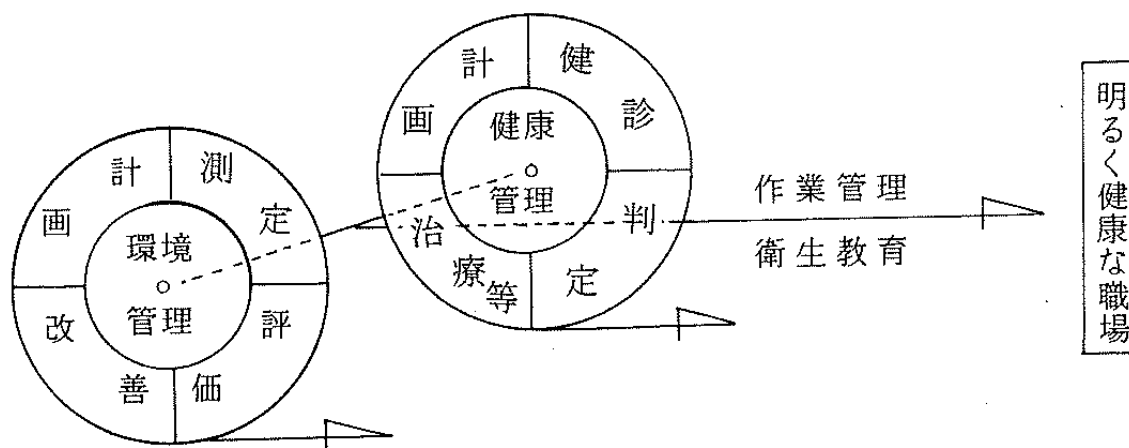 計画
健診
健康
管理
判定
治療等
計画
測定
環境
管理
評価
改善
作業管理
衛生教育
明るく健康な職場